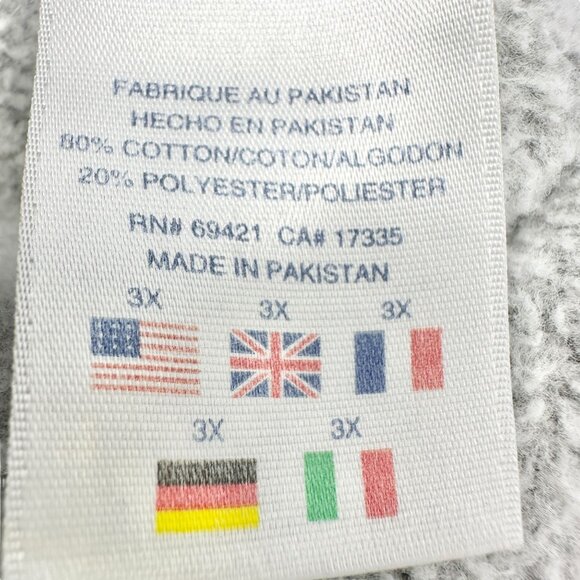 FABRIQUE AU PAKISTAN
HECHO EN PAKISTAN
80% COTTON/COTON/ALGODON
20% POLYESTER/POLIESTER
RN# 69421 CA# 17335
MADE IN PAKISTAN
3X 3X 3X
3X 3X